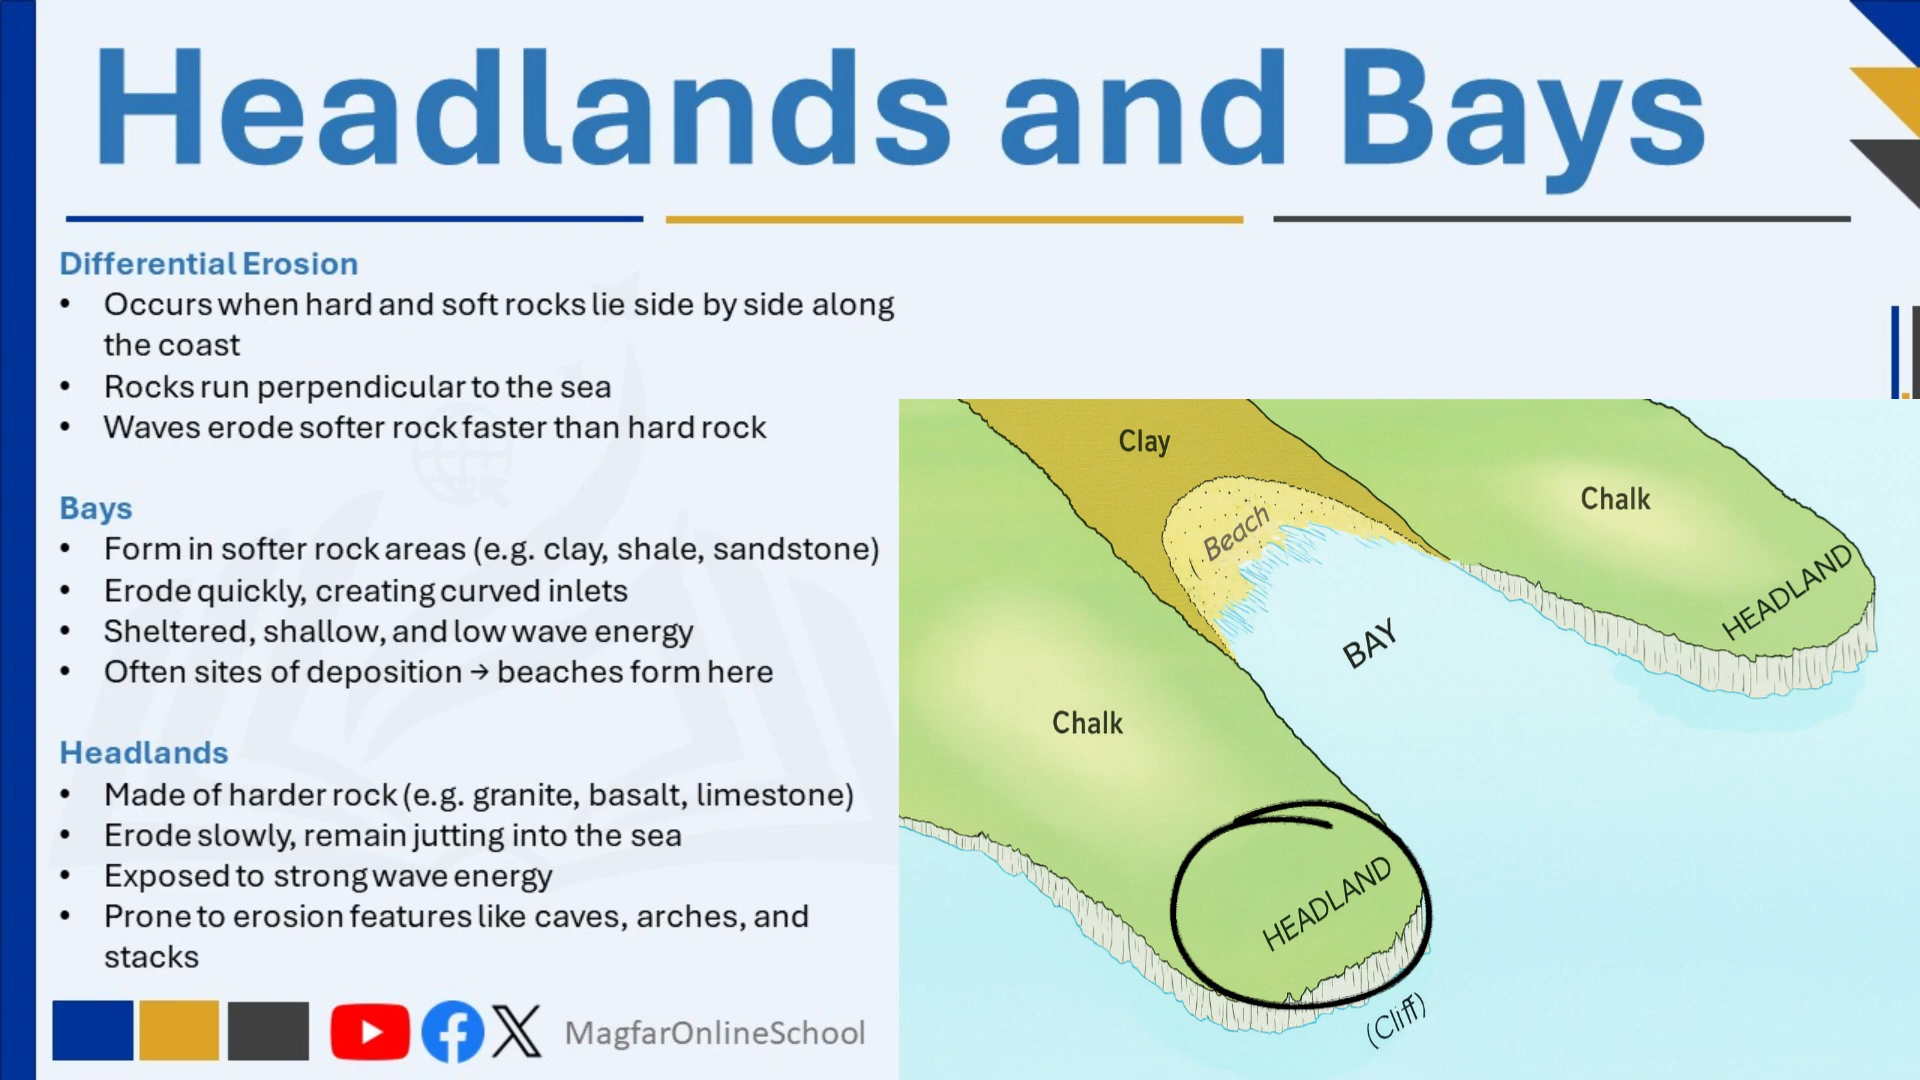 Headlands and Bays
Differential Erosion
• Occurs when hard and soft rocks lie side by side along
the coast
• Rocks run perpendicular to the sea
• Waves erode softer rock faster than hard rock
Bays
• Form in softer rock areas (e.g. clay, shale, sandstone)
• Erode quickly, creating curved inlets
• Sheltered, shallow, and low wave energy
• Often sites of deposition → beaches form here
Headlands
• Made of harder rock (e.g. granite, basalt, limestone)
• Erode slowly, remain jutting into the sea
• Exposed to strong wave energy
• Prone to erosion features like caves, arches, and
stacks
MagfarOnlineSchool
Clay
Chalk
Beach
HEADLAND
BAY
Chalk
HEADLAND
(Cliff)